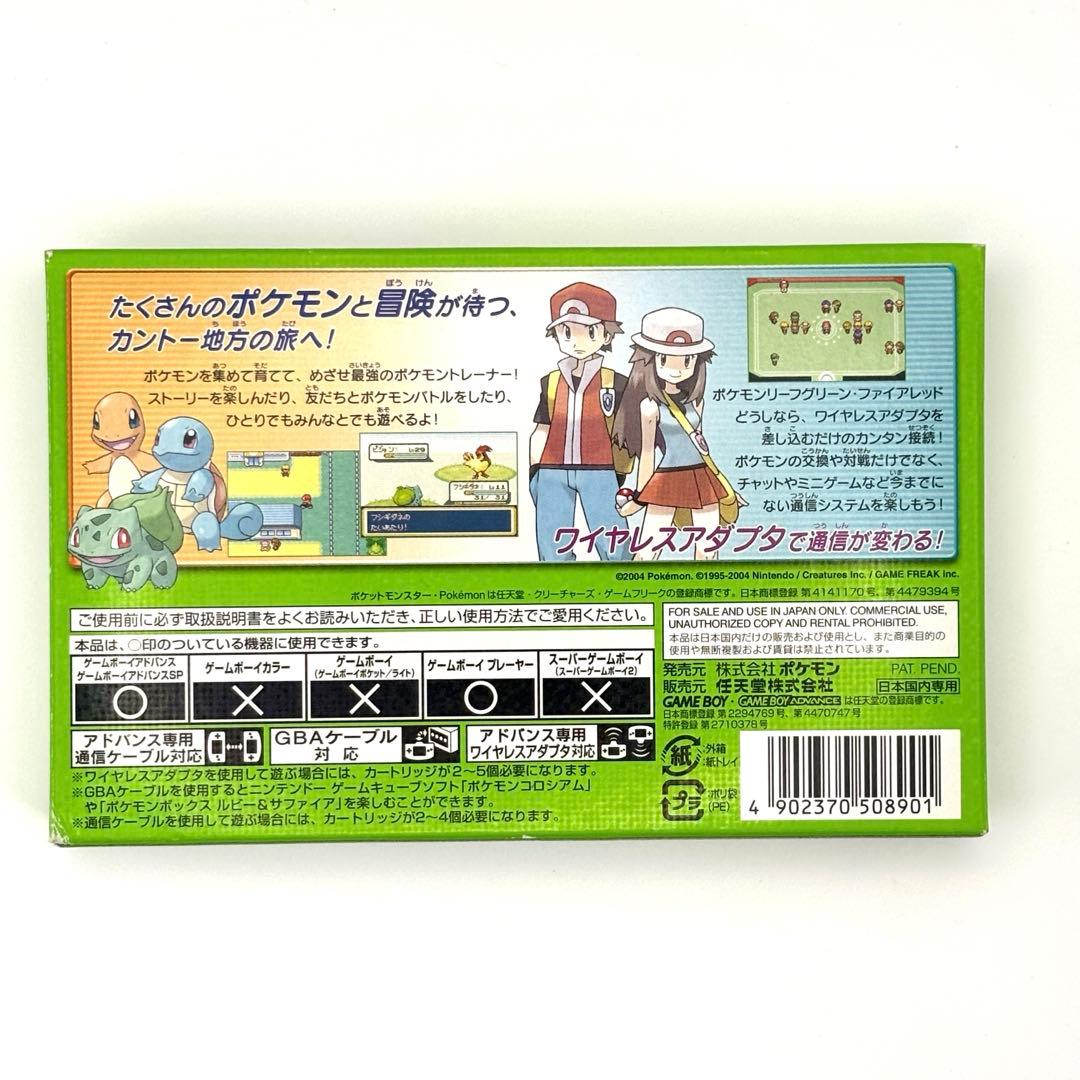 たくさんのポケモンと冒険が待つ、
カントー地方の旅へ!
ポケモンを集めて育てて、めざせ最強のポケモントレーナー!
ストーリーを楽しんだり、友だちとポケモンバトルをしたり、
ひとりでもみんなとでも遊べるよ!
ピジョン♂ Lv29
フシギダネ♂ Lv11
31/31
フシギダネの
たいあたり!
ポケモンリーフグリーン・ファイアレッド
どうしなら、ワイヤレスアダプタを
差し込むだけのカンタン接続!
ポケモンの交換や対戦だけでなく、
チャットやミニゲームなど今までに
ない通信システムを楽しもう!
ワイヤレスアダプタで通信が変わる!
©2004 Pokémon. ©1995-2004 Nintendo / Creatures Inc. / GAME FREAK inc.
ポケットモンスター・Pokémonは任天堂・クリーチャーズ・ゲームフリークの登録商標です。日本商標登録 第4141170号、第4479394号
ご使用前に必ず取扱説明書をよくお読みいただき、正しい使用方法でご愛用ください。
本品は、○印のついている機器に使用できます。
ゲームボーイアドバンス
ゲームボーイアドバンスSP
○
ゲームボーイカラー
×
ゲームボーイ
(ゲームボーイポケット/ライト)
×
ゲームボーイ プレーヤー
○
スーパーゲームボーイ
(スーパーゲームボーイ2)
×
アドバンス専用
通信ケーブル対応
GBAケーブル
対応
アドバンス専用
ワイヤレスアダプタ対応
※ワイヤレスアダプタを使用して遊ぶ場合には、カートリッジが2〜5個必要になります。
※GBAケーブルを使用するとニンテンドー ゲームキューブソフト「ポケモンコロシアム」
や「ポケモンボックス ルビー&サファイア」を楽しむことができます。
※通信ケーブルを使用して遊ぶ場合には、カートリッジが2〜4個必要になります。
FOR SALE AND USE IN JAPAN ONLY. COMMERCIAL USE,
UNAUTHORIZED COPY AND RENTAL PROHIBITED.
本品は日本国内だけの販売および使用とし、また商業目的の
使用や無断複製および賃貸は禁止されています。
発売元 株式会社 ポケモン PAT. PEND.
販売元 任天堂株式会社 日本国内専用
GAME BOY・GAME BOY ADVANCE は任天堂の登録商標です。
日本商標登録 第2294769号、第4470747号
特許登録 第2710378号
紙
外箱
紙トレイ
プラ
ポリ袋
(PE)
4 902370 508901